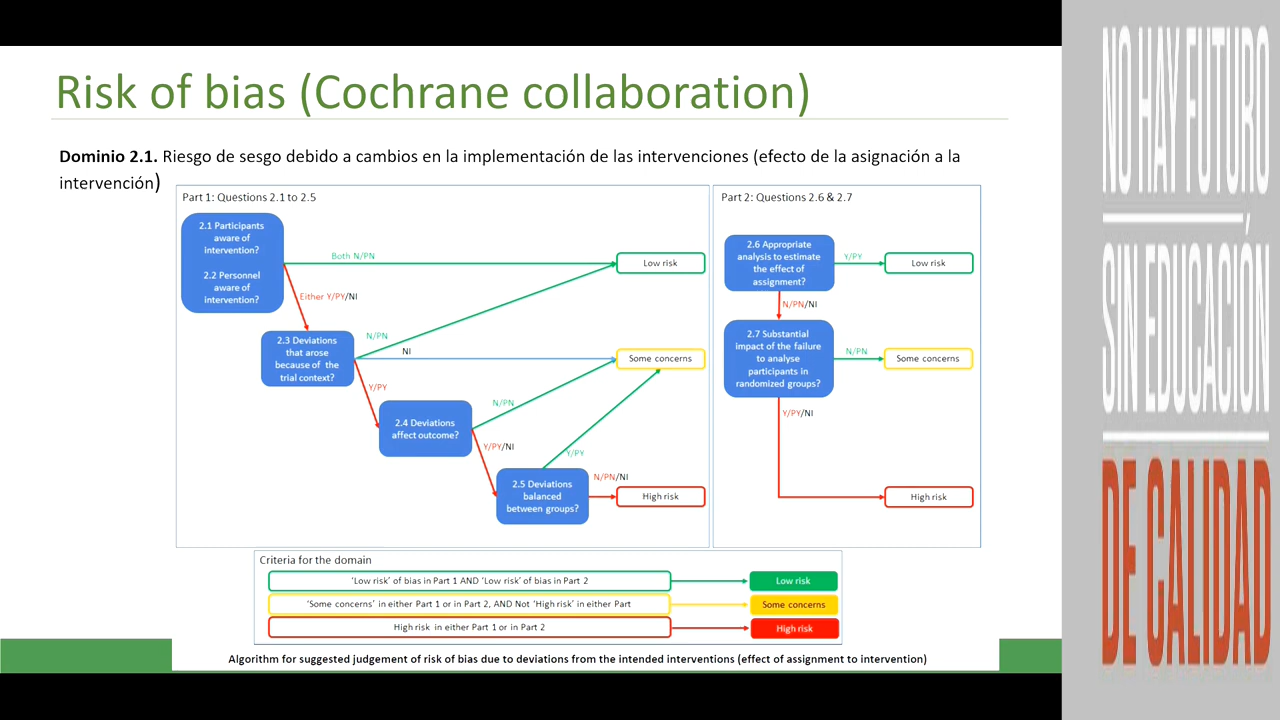 Risk of bias (Cochrane collaboration)
Dominio 2.1. Riesgo de sesgo debido a cambios en la implementación de las intervenciones (efecto de la asignación a la
intervención)
Part 1: Questions 2.1 to 2.5
2.1 Participants
aware of
intervention?
2.2 Personnel
aware of
intervention?
Both N/PN
Low risk
Either Y/PY/NI
2.3 Deviations
that arose
because of the
trial context?
N/PN
NI
Some concerns
Y/PY
2.4 Deviations
affect outcome?
N/PN
Y/PY/NI
2.5 Deviations
balanced
between groups?
Y/PY
N/PN/NI
High risk
Part 2: Questions 2.6 & 2.7
2.6 Appropriate
analysis to estimate
the effect of
assignment?
Y/PY
Low risk
N/PN/NI
2.7 Substantial
impact of the failure
to analyse
participants in
randomized groups?
N/PN
Some concerns
Y/PY/NI
High risk
Criteria for the domain
'Low risk' of bias in Part 1 AND 'Low risk' of bias in Part 2
Low risk
'Some concerns' in either Part 1 or in Part 2, AND Not 'High risk' in either Part
Some concerns
High risk in either Part 1 or in Part 2
High risk
Algorithm for suggested judgement of risk of bias due to deviations from the intended interventions (effect of assignment to intervention)
NO HAY FUTURO
SIN EDUCACIÓN
DE CALIDAD